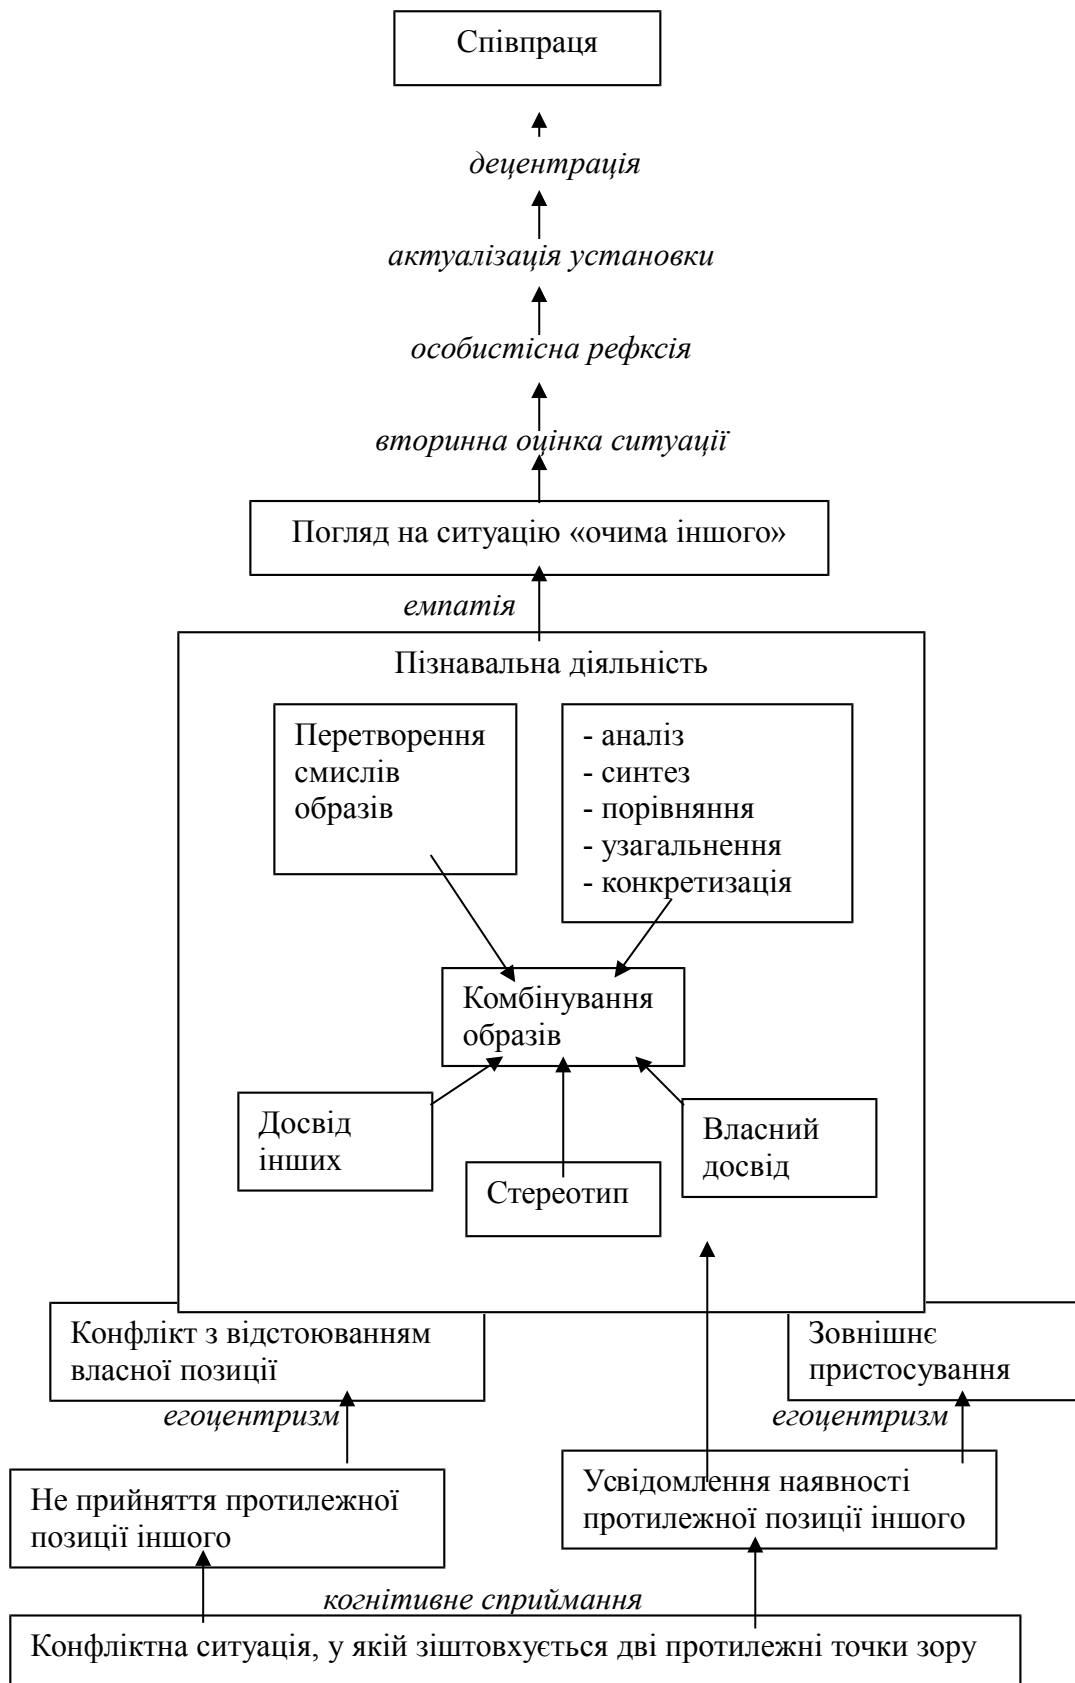 Співпраця
децентрація
актуалізація установки
особистісна рефксія
вторинна оцінка ситуації
Погляд на ситуацію «очима іншого»
емпатія
Пізнавальна діяльність
Перетворення
смислів
образів
- аналіз
- синтез
- порівняння
- узагальнення
- конкретизація
Комбінування
образів
Досвід
інших
Стереотип
Власний
досвід
Конфлікт з відстоюванням
власної позиції
Зовнішнє
пристосування
егоцентризм
егоцентризм
Не прийняття протилежної
позиції іншого
Усвідомлення наявності
протилежної позиції іншого
когнітивне сприймання
Конфліктна ситуація, у якій зіштовхується дві протилежні точки зору